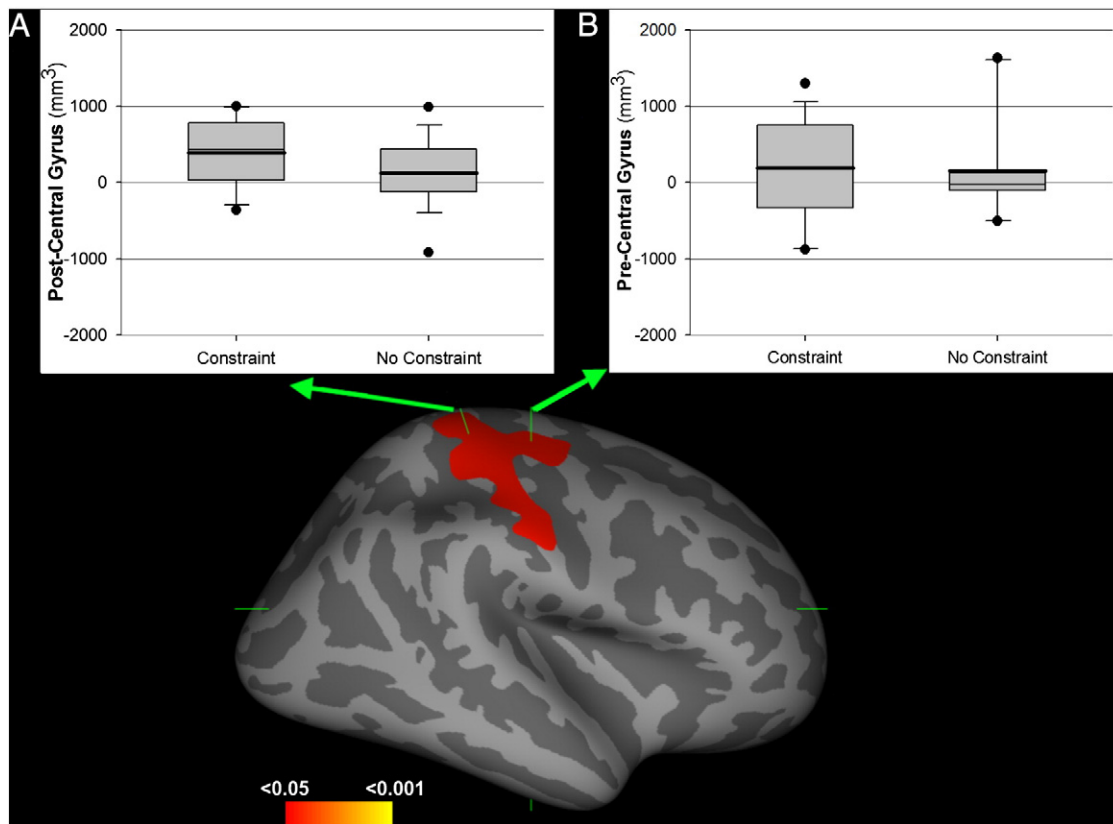 A
2000
1000
0
-1000
-2000
Post-Central Gyrus (mm³)
Constraint No Constraint
B
2000
1000
0
-1000
-2000
Pre-Central Gyrus (mm³)
Constraint No Constraint
<0.05 <0.001